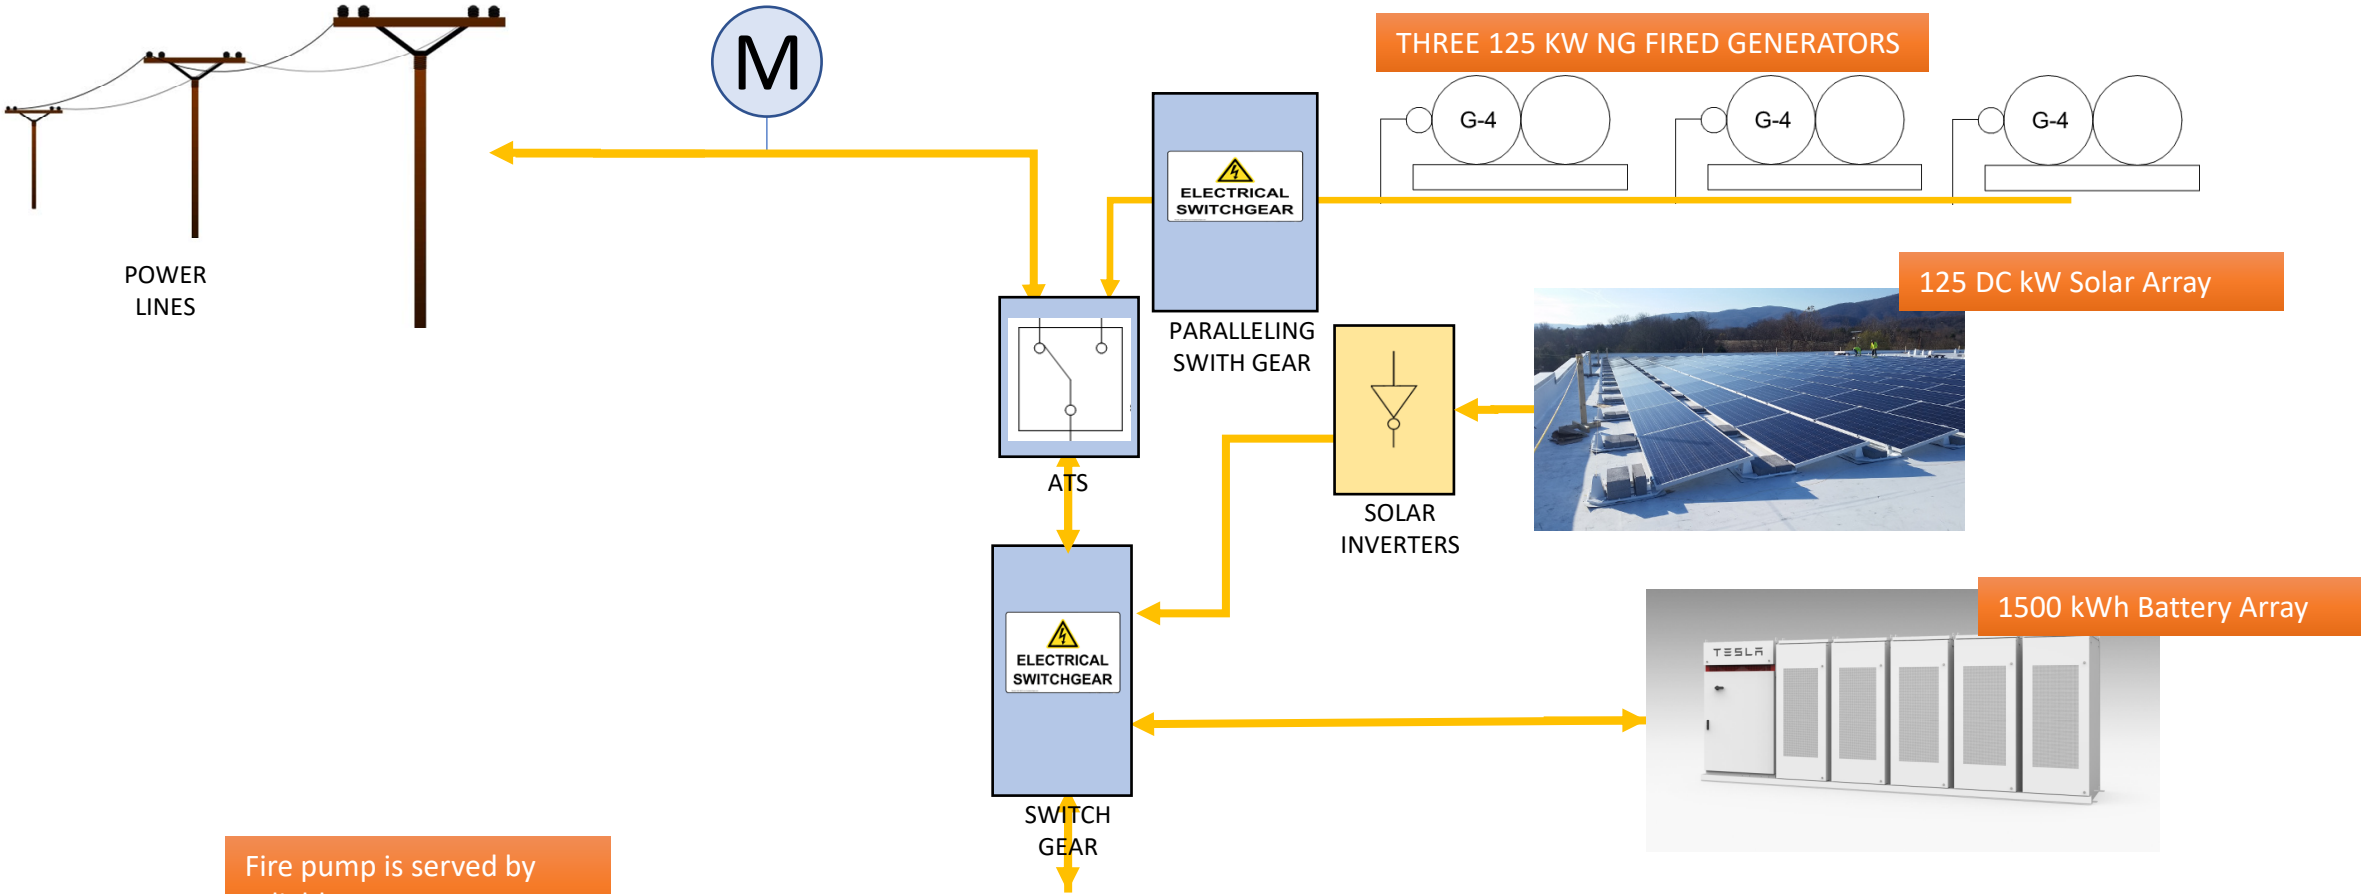 M
THREE 125 KW NG FIRED GENERATORS
G-4
G-4
G-4
ELECTRICAL
SWITCHGEAR
POWER
LINES
125 DC kW Solar Array
PARALLELING
SWITH GEAR
ATS
SOLAR
INVERTERS
1500 kWh Battery Array
TESLA
ELECTRICAL
SWITCHGEAR
SWITCH
GEAR
Fire pump is served by